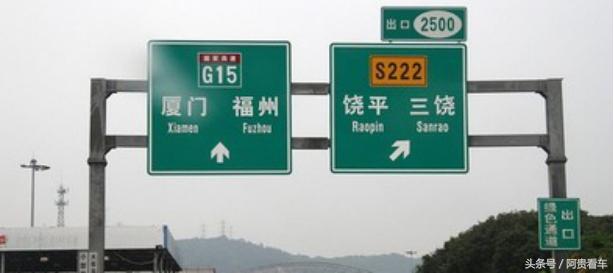 国家高速
G15
厦门 福州
Xiamen Fuzhou
出口 2500
S222
饶平 三饶
Raopin Sanrao
绿色通道
出口
头条号／阿贵看车